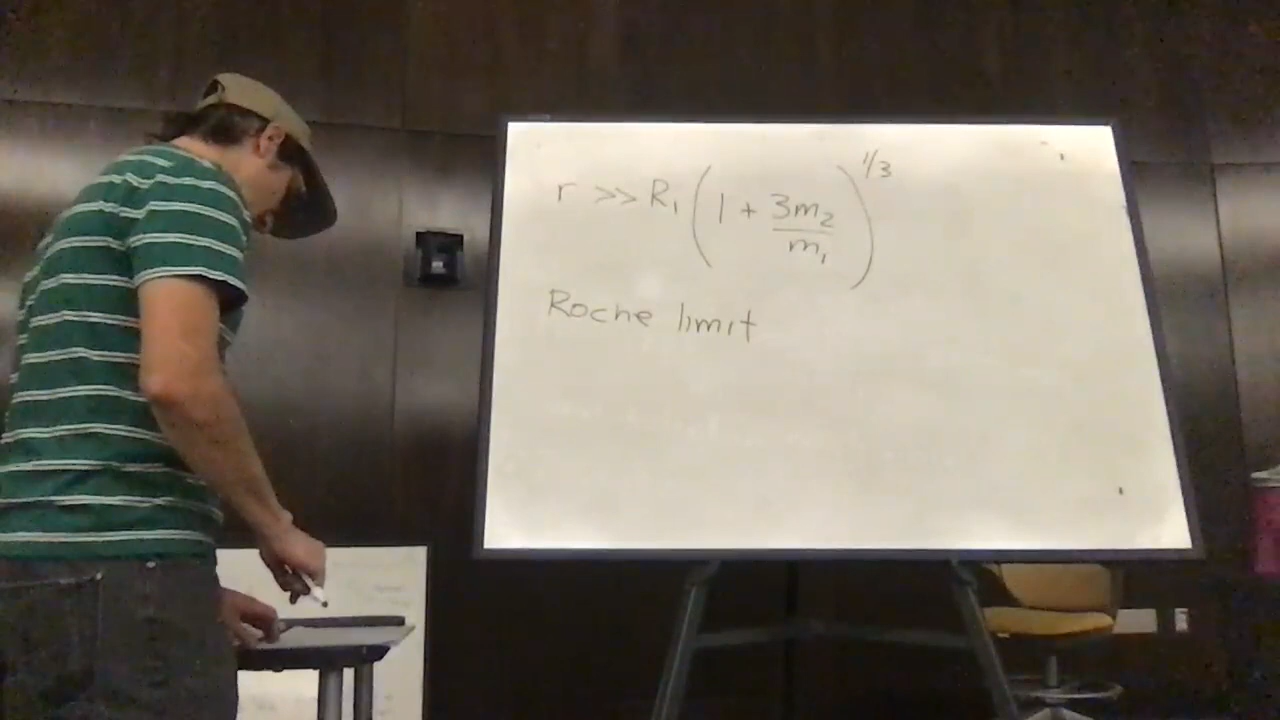 r >> R₁ (1 + 3m₂/m₁)^1/3
Roche limit